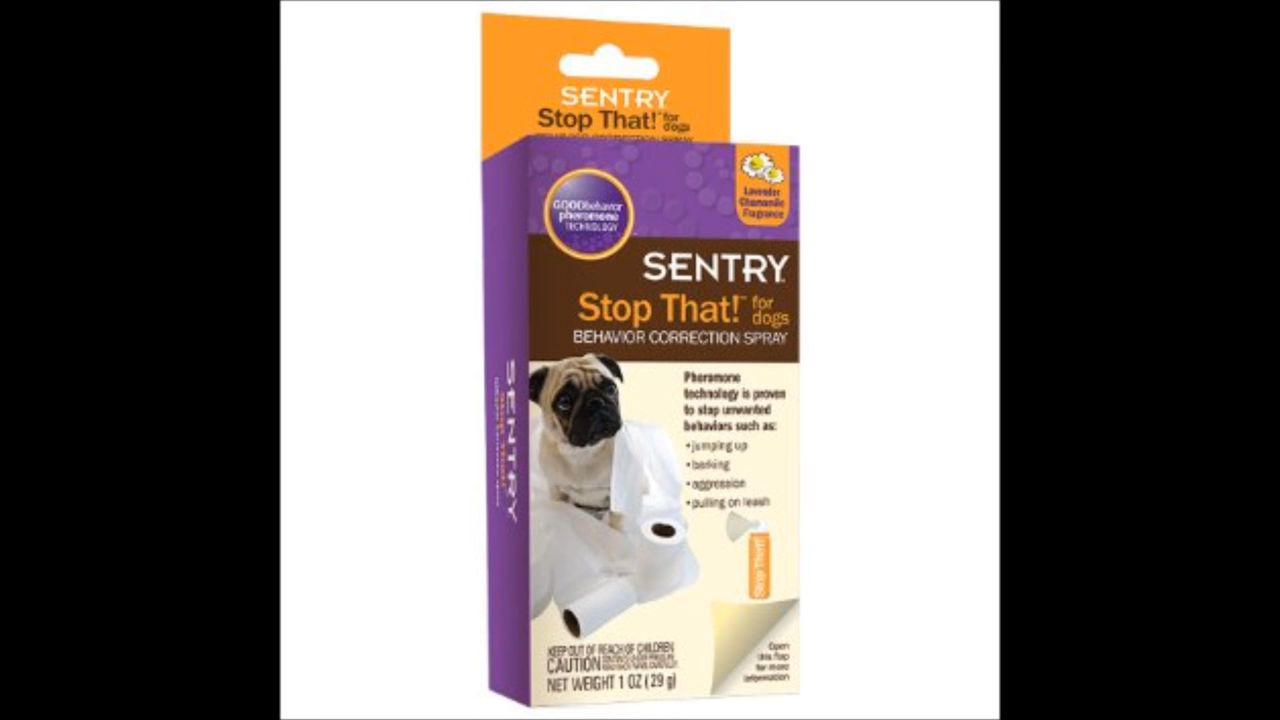 SENTRY
Stop That!™ for dogs
GOODbehavior
pheromone
TECHNOLOGY
Lavender
Chamomile
Fragrance
SENTRY
Stop That!™ for dogs
BEHAVIOR CORRECTION SPRAY
Pheromone
technology is proven
to stop unwanted
behaviors such as:
•jumping up
•barking
•aggression
•pulling on leash
Stop That!
SENTRY
KEEP OUT OF REACH OF CHILDREN
CAUTION
NET WEIGHT 1 OZ (29 g)
Open
this flap
for more
information